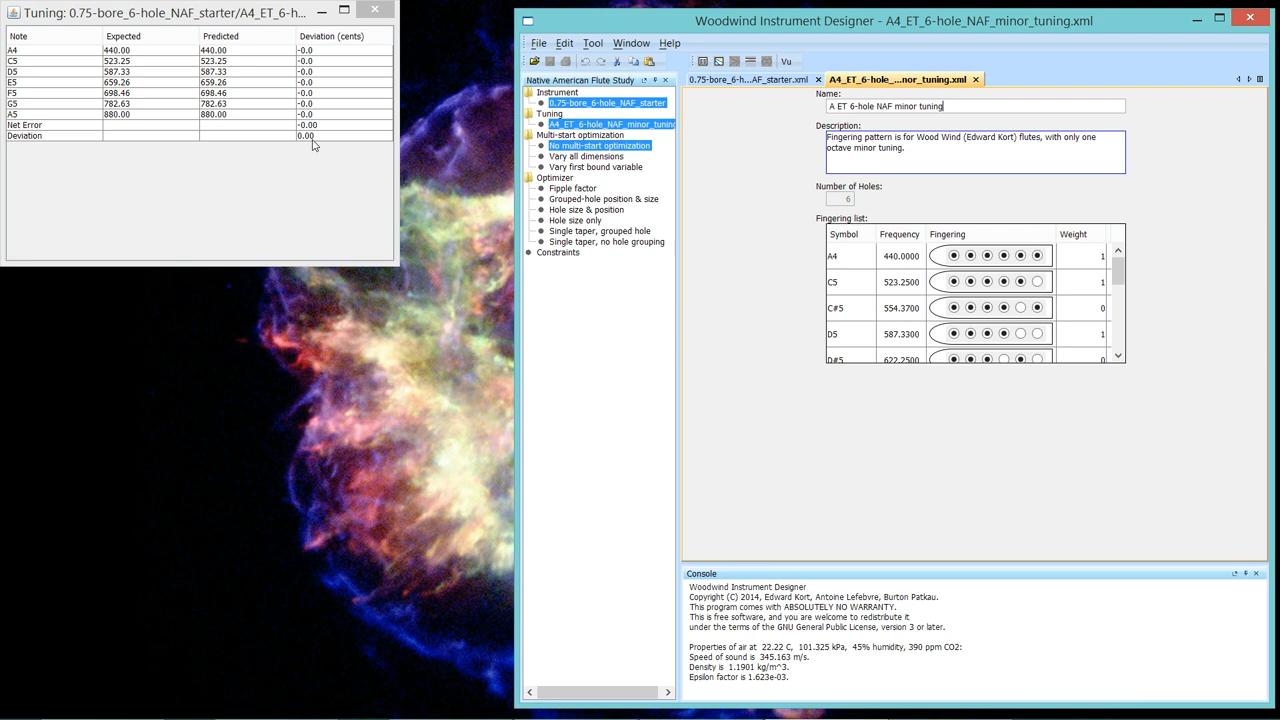 Tuning: 0.75-bore_6-hole_NAF_starter/A4_ET_6-h...
Note Expected Predicted Deviation (cents)
A4 440.00 440.00 -0.0
C5 523.25 523.25 -0.0
D5 587.33 587.33 -0.0
E5 659.26 659.26 -0.0
F5 698.46 698.46 -0.0
G5 782.63 782.63 -0.0
A5 880.00 880.00 -0.0
Net Error -0.00
Deviation 0.00
Woodwind Instrument Designer - A4_ET_6-hole_NAF_minor_tuning.xml
File Edit Tool Window Help
Vu
Native American Flute Study
Instrument
0.75-bore_6-hole_NAF_starter
Tuning
A4_ET_6-hole_NAF_minor_tuning
Multi-start optimization
No multi-start optimization
Vary all dimensions
Vary first bound variable
Optimizer
Fipple factor
Grouped-hole position & size
Hole size & position
Hole size only
Single taper, grouped hole
Single taper, no hole grouping
Constraints
0.75-bore_6-h...AF_starter.xml
A4_ET_6-hole_...nor_tuning.xml
Name:
A ET 6-hole NAF minor tuning
Description:
Fingering pattern is for Wood Wind (Edward Kort) flutes, with only one
octave minor tuning.
Number of Holes:
6
Fingering list:
Symbol Frequency Fingering Weight
A4 440.0000 1
C5 523.2500 1
C#5 554.3700 0
D5 587.3300 1
D#5 622.2500 0
Console
Woodwind Instrument Designer
Copyright (C) 2014, Edward Kort, Antoine Lefebvre, Burton Patkau.
This program comes with ABSOLUTELY NO WARRANTY.
This is free software, and you are welcome to redistribute it
under the terms of the GNU General Public License, version 3 or later.
Properties of air at 22.22 C, 101.325 kPa, 45% humidity, 390 ppm CO2:
Speed of sound is 345.163 m/s.
Density is 1.1901 kg/m^3.
Epsilon factor is 1.623e-03.